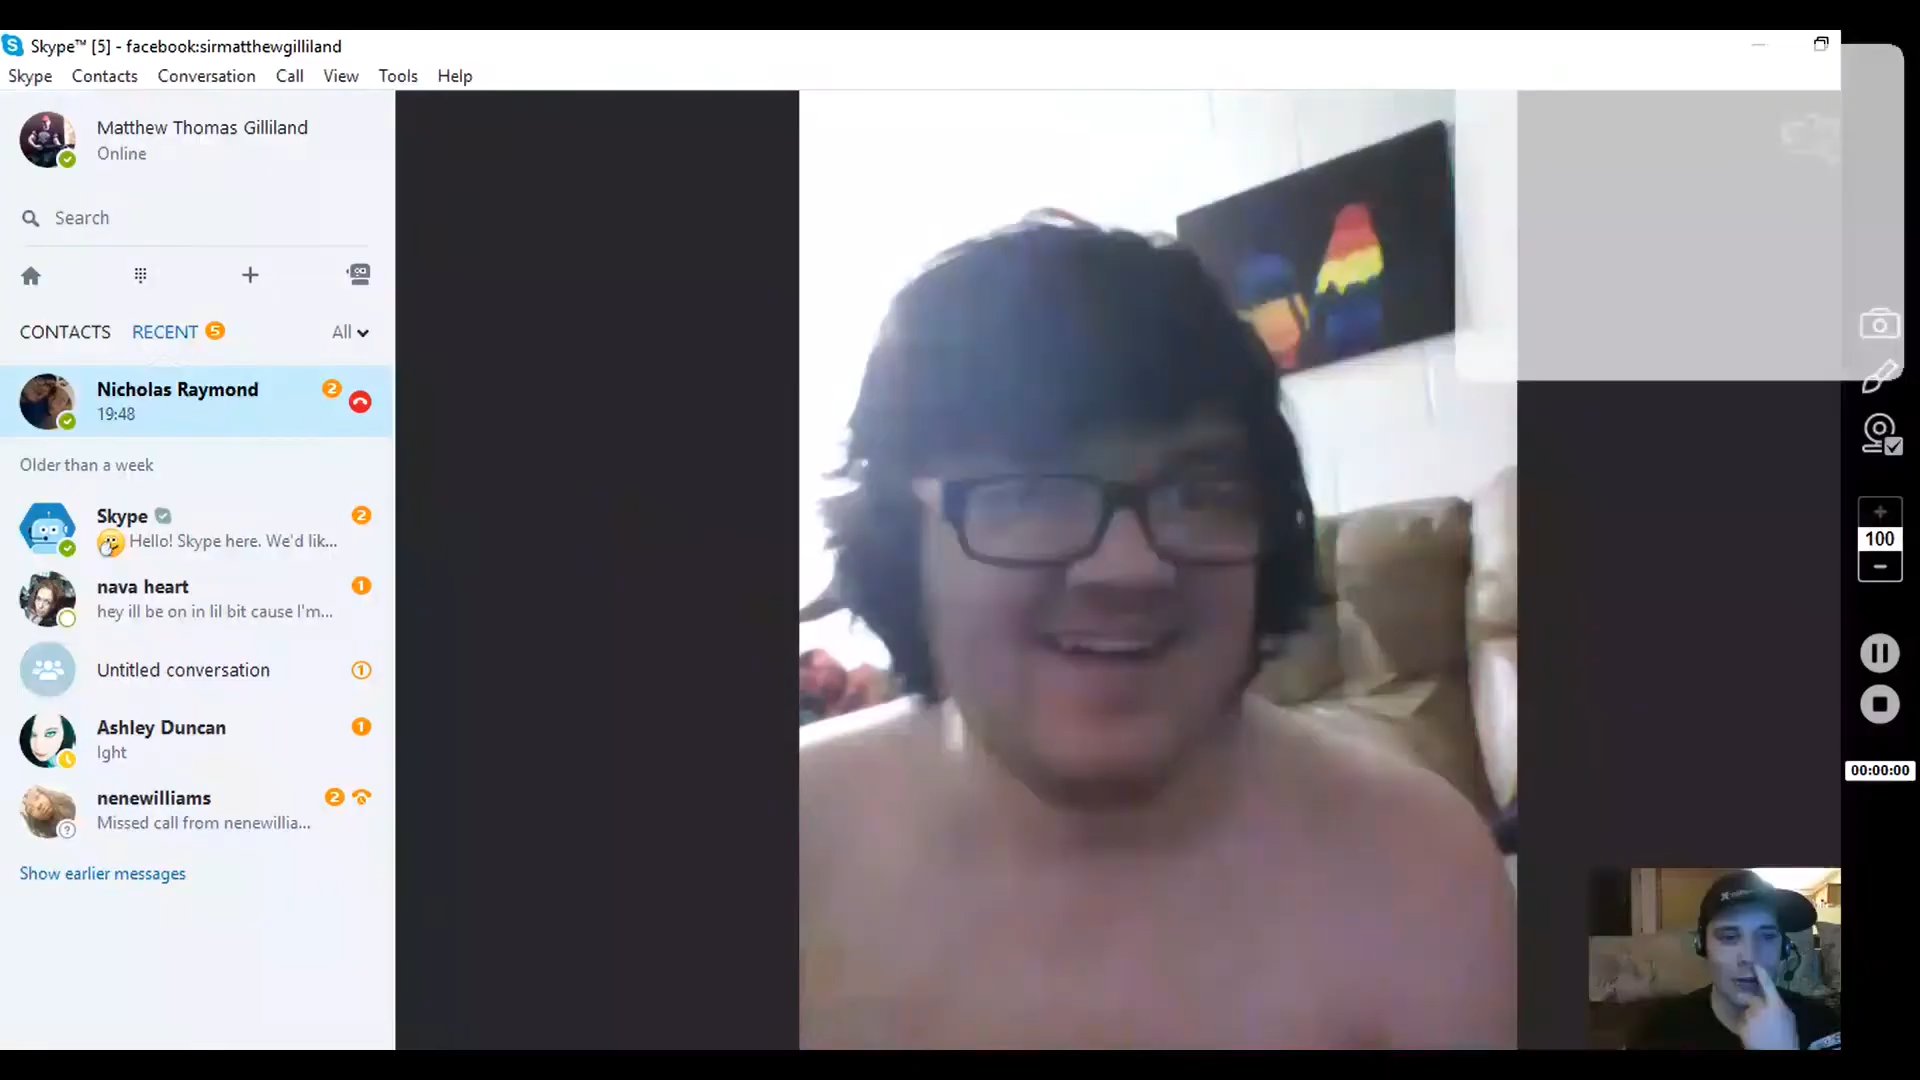 Skype™ [5] - facebook:sirmatthewgilliland
Skype Contacts Conversation Call View Tools Help
Matthew Thomas Gilliland
Online
Search
CONTACTS RECENT 5 All
Nicholas Raymond 2
19:48
Older than a week
Skype 2
Hello! Skype here. We'd lik...
nava heart 1
hey ill be on in lil bit cause I'm...
Untitled conversation 1
Ashley Duncan 1
lght
nenewilliams 2
Missed call from nenewillia...
Show earlier messages
+
100
-
00:00:00